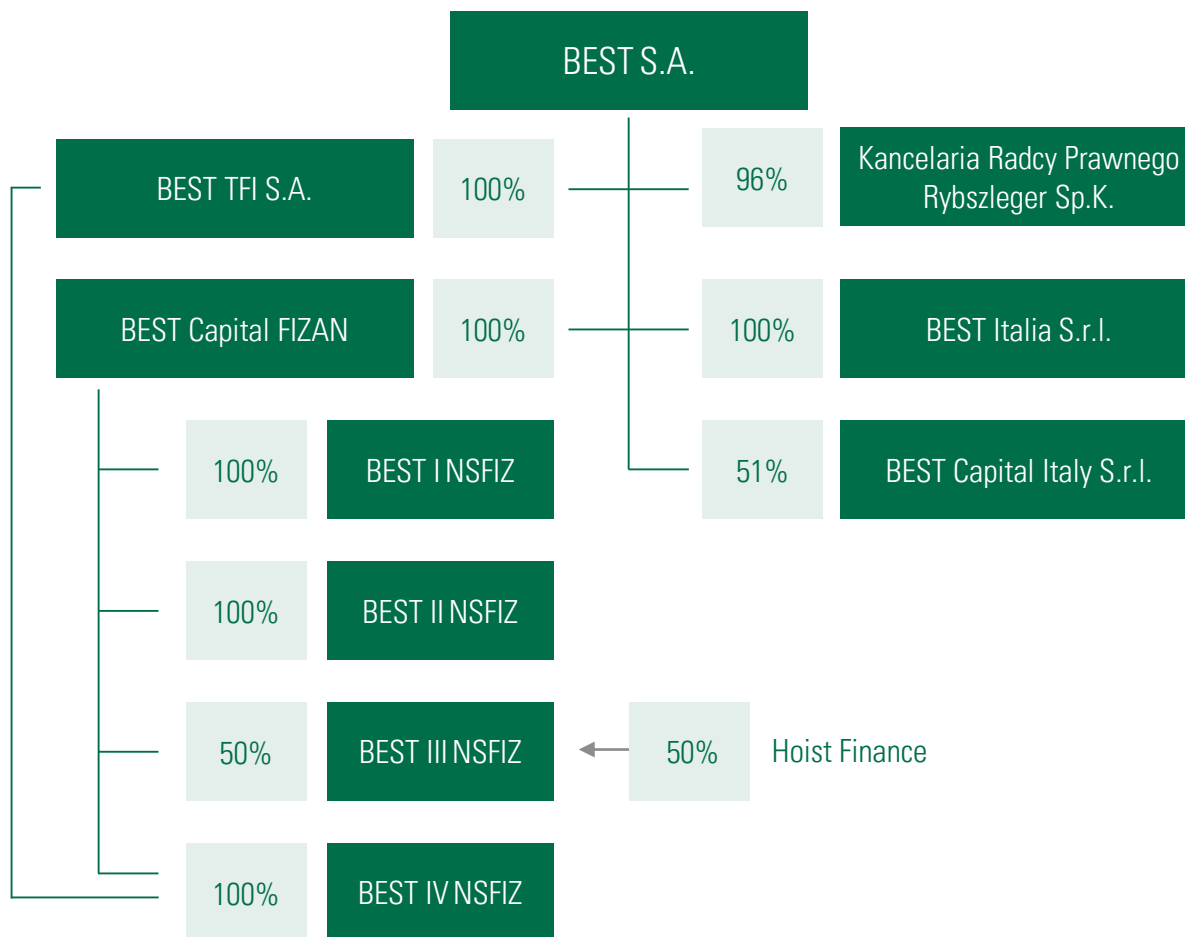 BEST S.A.
BEST TFI S.A.
100%
96%
Kancelaria Radcy Prawnego
Rybszleger Sp.K.
BEST Capital FIZAN
100%
100%
BEST Italia S.r.l.
100%
BEST I NSFIZ
51%
BEST Capital Italy S.r.l.
100%
BEST II NSFIZ
50%
BEST III NSFIZ
50%
Hoist Finance
100%
BEST IV NSFIZ